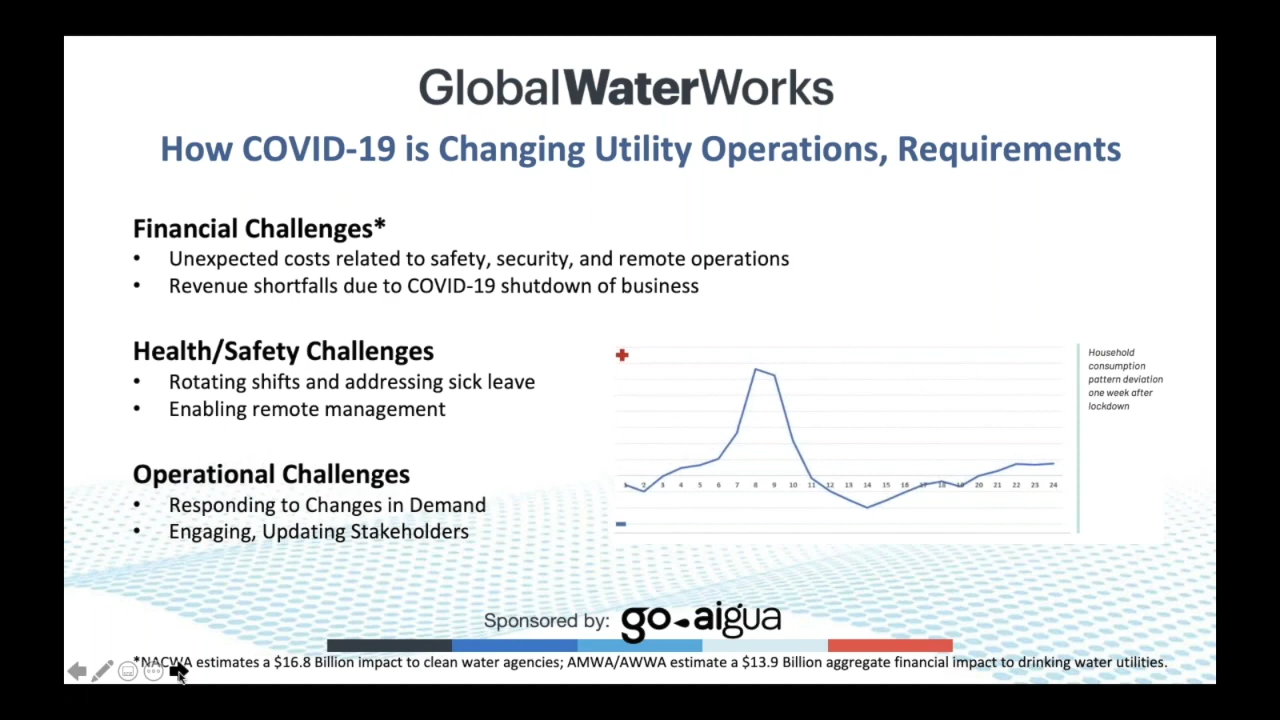 GlobalWaterWorks
How COVID-19 is Changing Utility Operations, Requirements
Financial Challenges*
• Unexpected costs related to safety, security, and remote operations
• Revenue shortfalls due to COVID-19 shutdown of business
Health/Safety Challenges
• Rotating shifts and addressing sick leave
• Enabling remote management
Operational Challenges
• Responding to Changes in Demand
• Engaging, Updating Stakeholders
Household
consumption
pattern deviation
one week after
lockdown
1 2 3 4 5 6 7 8 9 10 11 12 13 14 15 16 17 18 19 20 21 22 23 24
Sponsored by: go-aigua
*NACWA estimates a $16.8 Billion impact to clean water agencies; AMWA/AWWA estimate a $13.9 Billion aggregate financial impact to drinking water utilities.